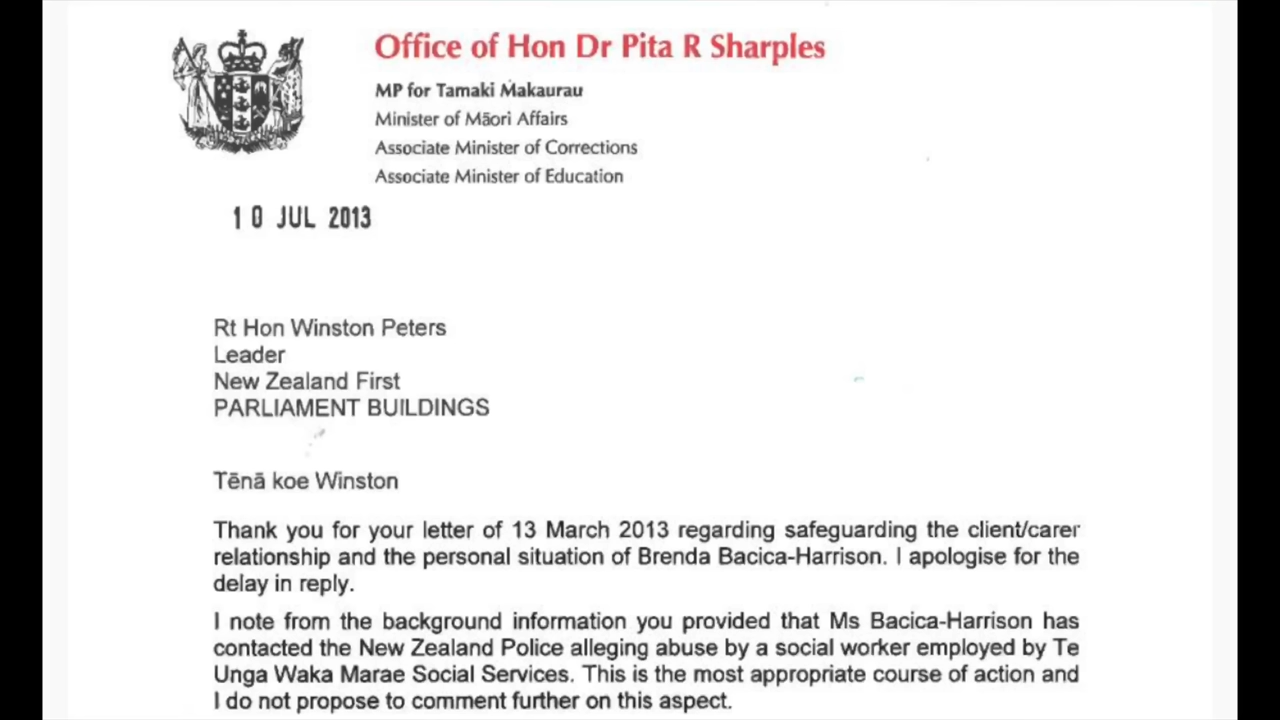 Office of Hon Dr Pita R Sharples
MP for Tamaki Makaurau
Minister of Māori Affairs
Associate Minister of Corrections
Associate Minister of Education
10 JUL 2013
Rt Hon Winston Peters
Leader
New Zealand First
PARLIAMENT BUILDINGS
Tēnā koe Winston
Thank you for your letter of 13 March 2013 regarding safeguarding the client/carer
relationship and the personal situation of Brenda Bacica-Harrison. I apologise for the
delay in reply.
I note from the background information you provided that Ms Bacica-Harrison has
contacted the New Zealand Police alleging abuse by a social worker employed by Te
Unga Waka Marae Social Services. This is the most appropriate course of action and
I do not propose to comment further on this aspect.